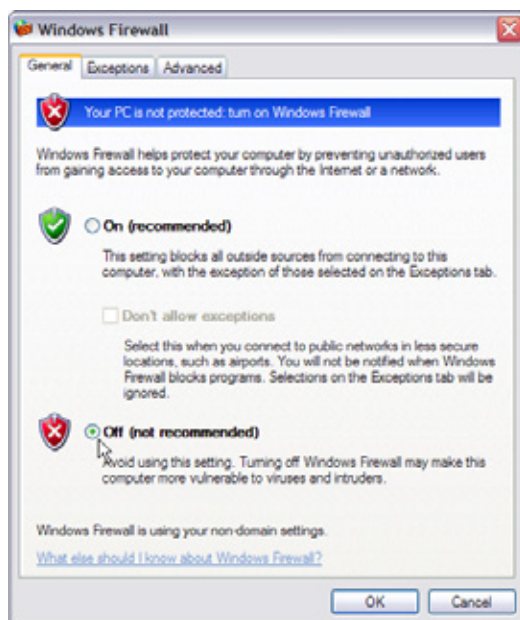 Windows Firewall
General Exceptions Advanced
Your PC is not protected: turn on Windows Firewall
Windows Firewall helps protect your computer by preventing unauthorized users
from gaining access to your computer through the Internet or a network.
On (recommended)
This setting blocks all outside sources from connecting to this
computer, with the exception of those selected on the Exceptions tab.
Don't allow exceptions
Select this when you connect to public networks in less secure
locations, such as airports. You will not be notified when Windows
Firewall blocks programs. Selections on the Exceptions tab will be
ignored.
Off (not recommended)
Avoid using this setting. Turning off Windows Firewall may make this
computer more vulnerable to viruses and intruders.
Windows Firewall is using your non-domain settings.
What else should I know about Windows Firewall?
OK Cancel